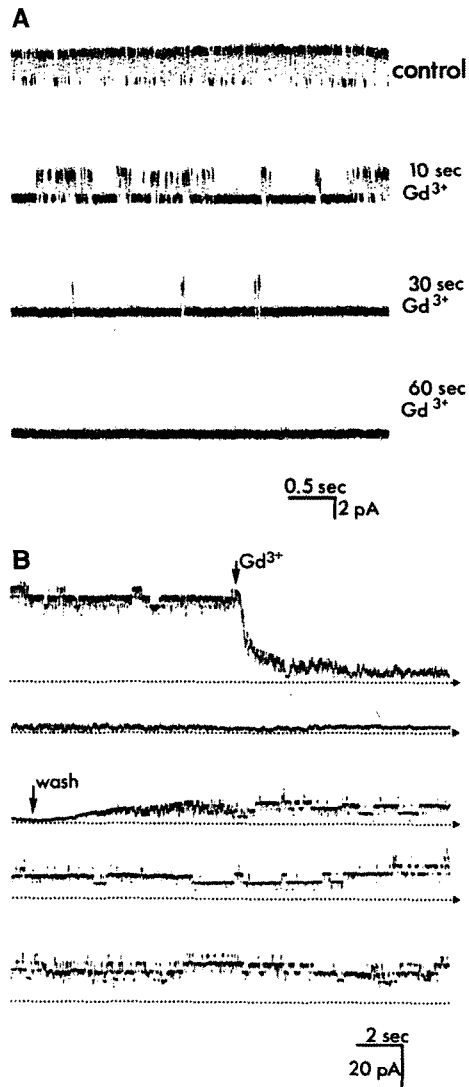 A
control
10 sec
Gd³⁺
30 sec
Gd³⁺
60 sec
Gd³⁺
0.5 sec
2 pA
B
Gd³⁺
wash
2 sec
20 pA